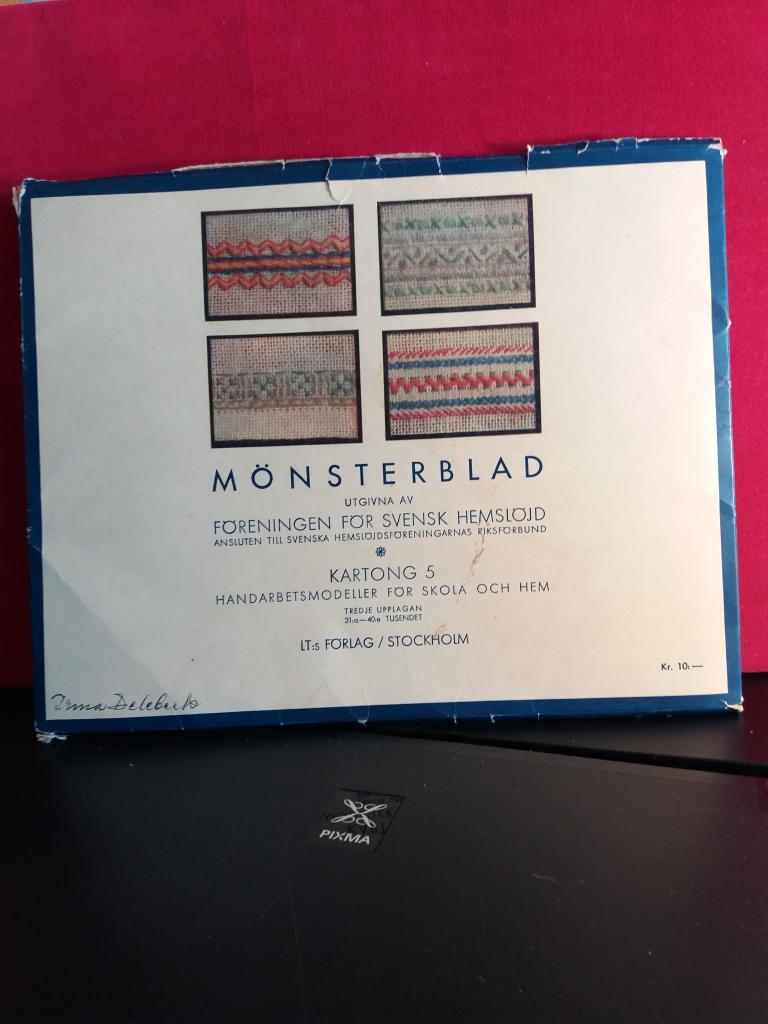 MÖNSTERBLAD
UTGIVNA AV
FÖRENINGEN FÖR SVENSK HEMSLÖJD
ANSLUTEN TILL SVENSKA HEMSLÖJDSFÖRENINGARNAS RIKSFÖRBUND
KARTONG 5
HANDARBETSMODELLER FÖR SKOLA OCH HEM
TREDJE UPPLAGAN
31:a—40:e TUSENDET
LT:s FÖRLAG / STOCKHOLM
Kr. 10:—
PIXMA